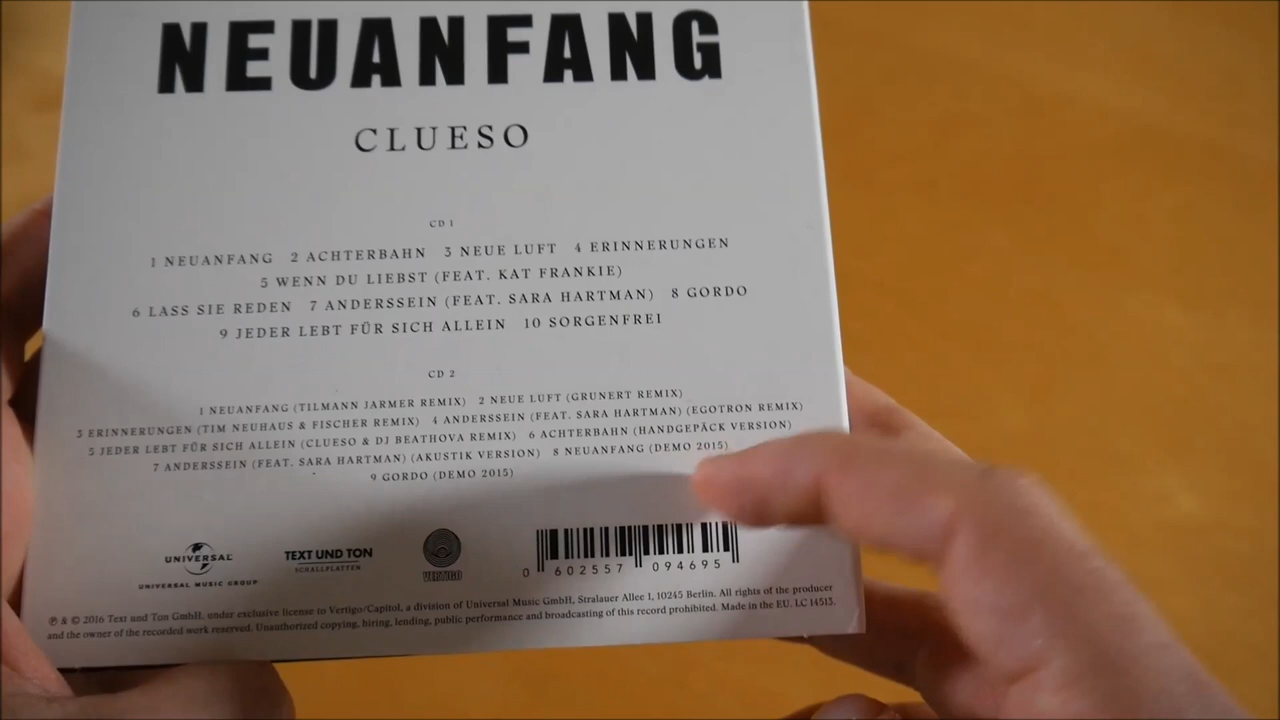 NEUANFANG
CLUESO
CD 1
1 NEUANFANG 2 ACHTERBAHN 3 NEUE LUFT 4 ERINNERUNGEN
5 WENN DU LIEBST (FEAT. KAT FRANKIE)
6 LASS SIE REDEN 7 ANDERSSEIN (FEAT. SARA HARTMAN) 8 GORDO
9 JEDER LEBT FÜR SICH ALLEIN 10 SORGENFREI
CD 2
1 NEUANFANG (TILMANN JARMER REMIX) 2 NEUE LUFT (GRUNERT REMIX)
3 ERINNERUNGEN (TIM NEUHAUS & FISCHER REMIX) 4 ANDERSSEIN (FEAT. SARA HARTMAN) (EGOTRON REMIX)
5 JEDER LEBT FÜR SICH ALLEIN (CLUESO & DJ BEATHOVA REMIX) 6 ACHTERBAHN (HANDGEPÄCK VERSION)
7 ANDERSSEIN (FEAT. SARA HARTMAN) (AKUSTIK VERSION) 8 NEUANFANG (DEMO 2015)
9 GORDO (DEMO 2015)
UNIVERSAL
UNIVERSAL MUSIC GROUP
TEXT UND TON
SCHALLPLATTEN
VERTIGO
0 602557 094695
℗ & © 2016 Text und Ton GmbH, under exclusive license to Vertigo/Capitol, a division of Universal Music GmbH, Stralauer Allee 1, 10245 Berlin. All rights of the producer
and the owner of the recorded work reserved. Unauthorized copying, hiring, lending, public performance and broadcasting of this record prohibited. Made in the EU. LC 14513.